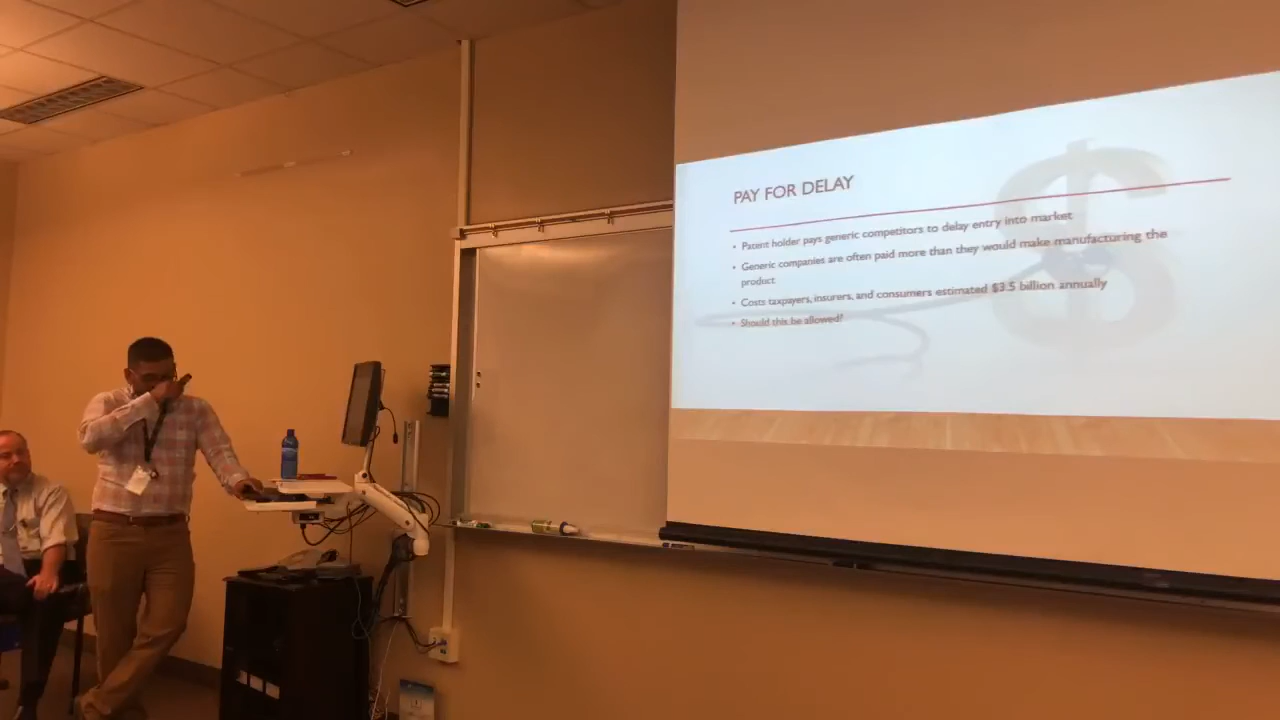 PAY FOR DELAY
• Patent holder pays generic competitors to delay entry into market
• Generic companies are often paid more than they would make manufacturing the
product
• Costs taxpayers, insurers, and consumers estimated $3.5 billion annually
• Should this be allowed?